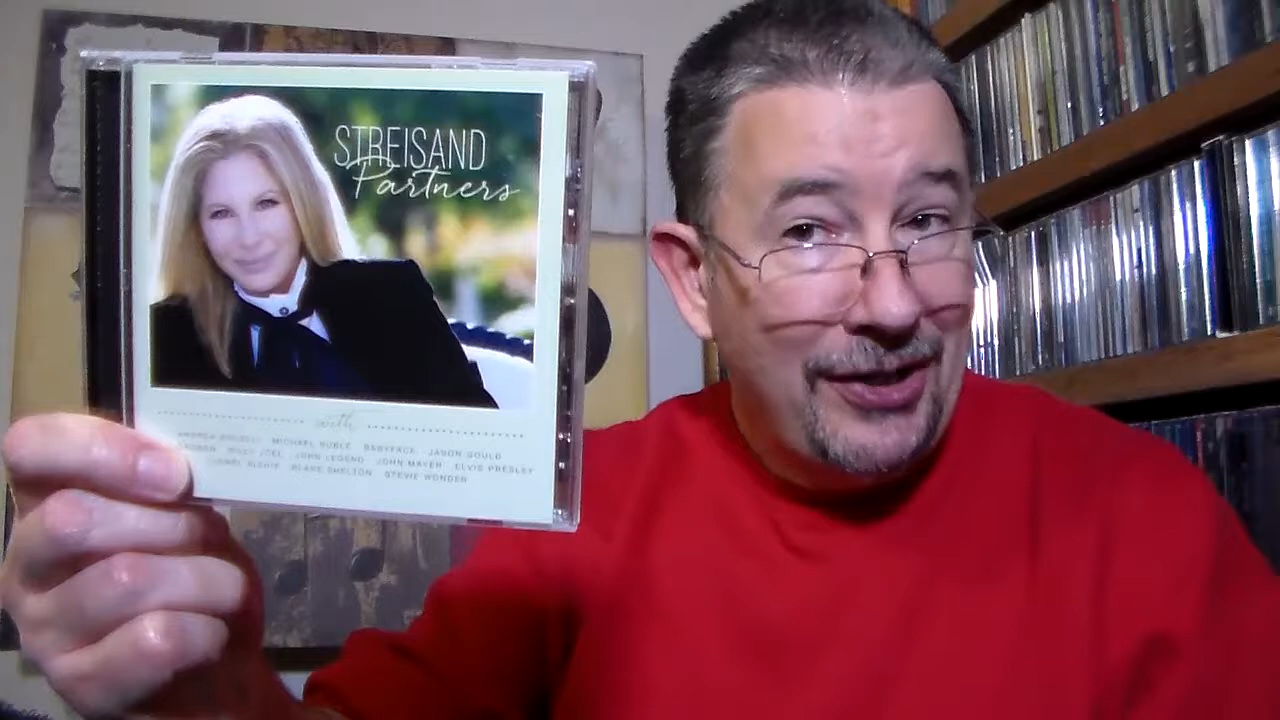 STREISAND
Partners
with
ANDREA BOCELLI MICHAEL BUBLÉ BABYFACE JASON GOULD
BILLY JOEL JOHN LEGEND JOHN MAYER ELVIS PRESLEY
LIONEL RICHIE BLAKE SHELTON STEVIE WONDER